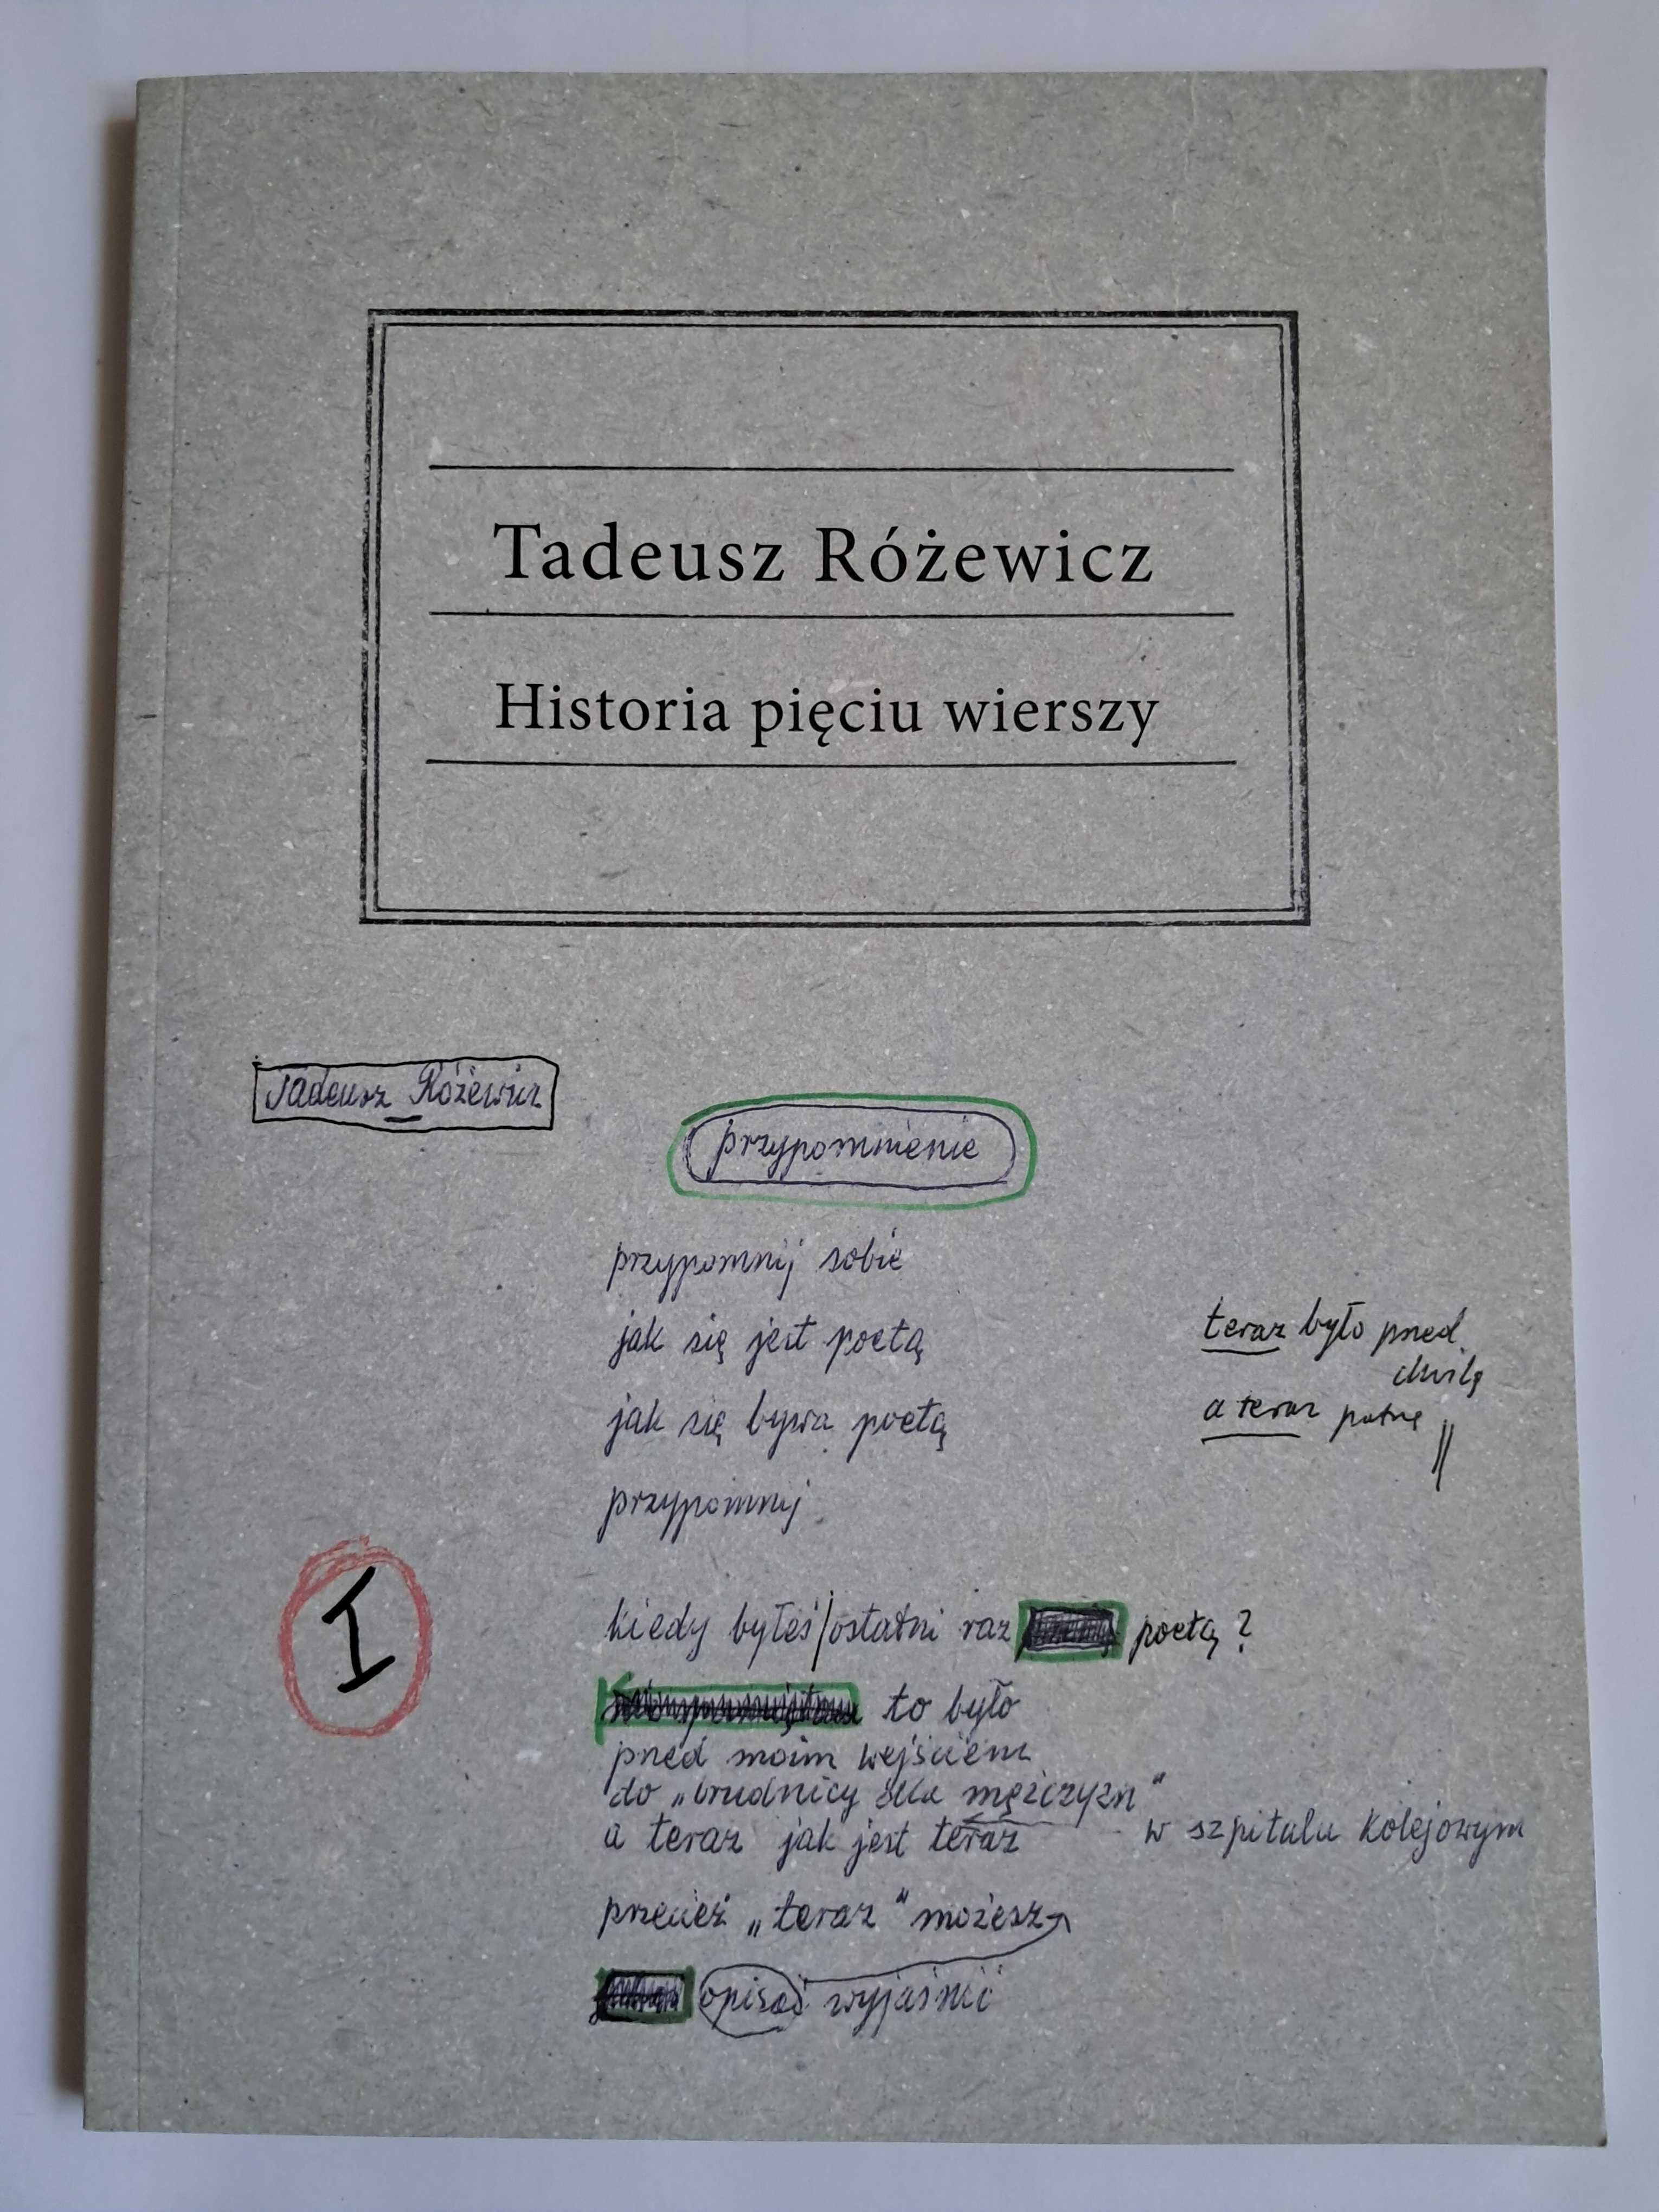 Tadeusz Różewicz
Historia pięciu wierszy
Tadeusz Różewicz
przypomnienie
przypomnij sobie
jak się jest poetą
jak się bywa poetą
przypomnij
teraz było przed
chwilą
a teraz patrzę
I
kiedy byłeś/ostatni raz poetą?
to było
przed moim wejściem
do „brudnicy dla mężczyzn”
a teraz jak jest teraz
w szpitalu kolejowym
przecież „teraz” możesz
opisać wyjaśnić